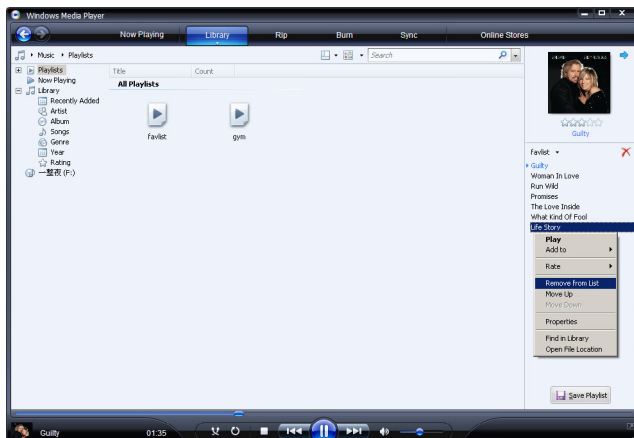 Windows Media Player
Now Playing Library Rip Burn Sync Online Stores
Music Playlists
Search
Playlists
Now Playing
Library
Recently Added
Artist
Album
Songs
Genre
Year
Rating
一整夜 (F:)
Title Count
All Playlists
favlist gym
Guilty
favlist
Guilty
Woman In Love
Run Wild
Promises
The Love Inside
What Kind Of Fool
Life Story
Play
Add to
Rate
Remove from List
Move Up
Move Down
Properties
Find in Library
Open File Location
Save Playlist
Guilty 01:35